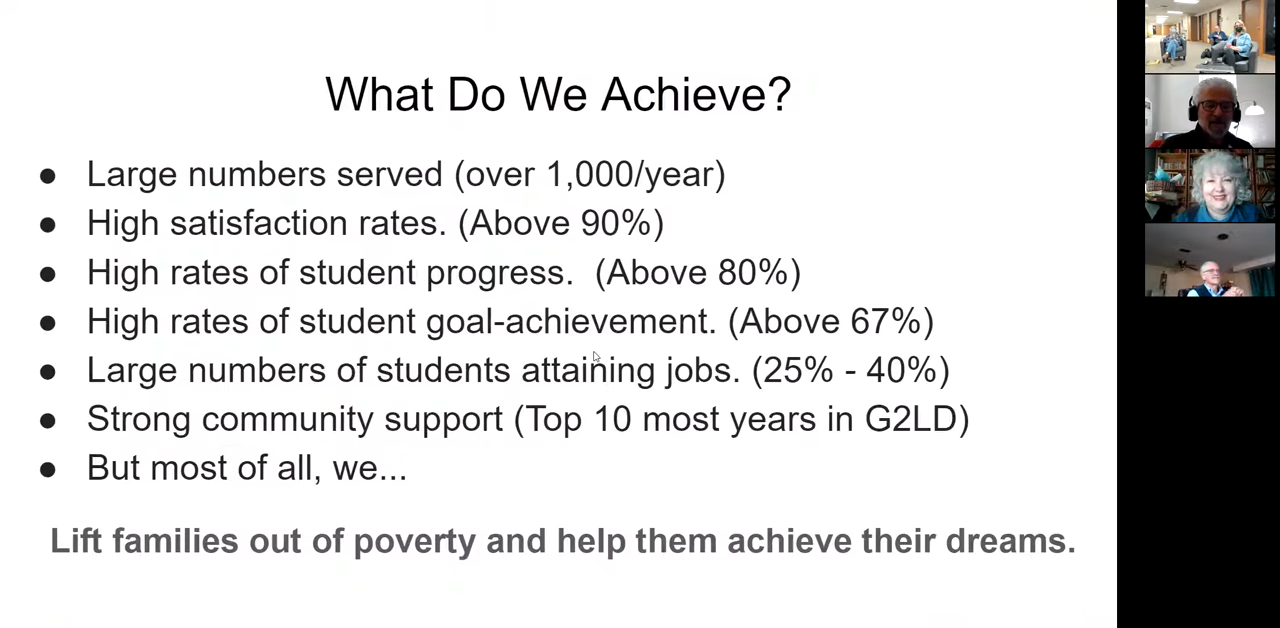 What Do We Achieve?
● Large numbers served (over 1,000/year)
● High satisfaction rates. (Above 90%)
● High rates of student progress.  (Above 80%)
● High rates of student goal-achievement. (Above 67%)
● Large numbers of students attaining jobs. (25% - 40%)
● Strong community support (Top 10 most years in G2LD)
● But most of all, we...
Lift families out of poverty and help them achieve their dreams.